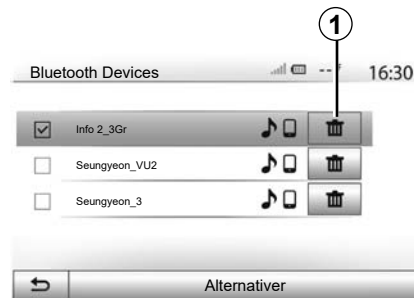 1
Bluetooth Devices -- ° 16:30
Info 2_3Gr
Seungyeon_VU2
Seungyeon_3
Alternativer